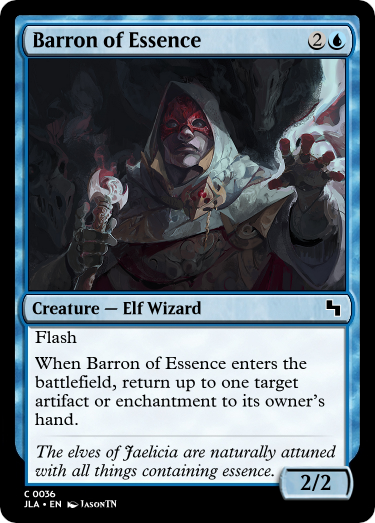 Barron of Essence 2
Creature — Elf Wizard
Flash
When Barron of Essence enters the
battlefield, return up to one target
artifact or enchantment to its owner's
hand.
The elves of Jaelicia are naturally attuned
with all things containing essence.
2/2
C 0036
JLA • EN JASONTN